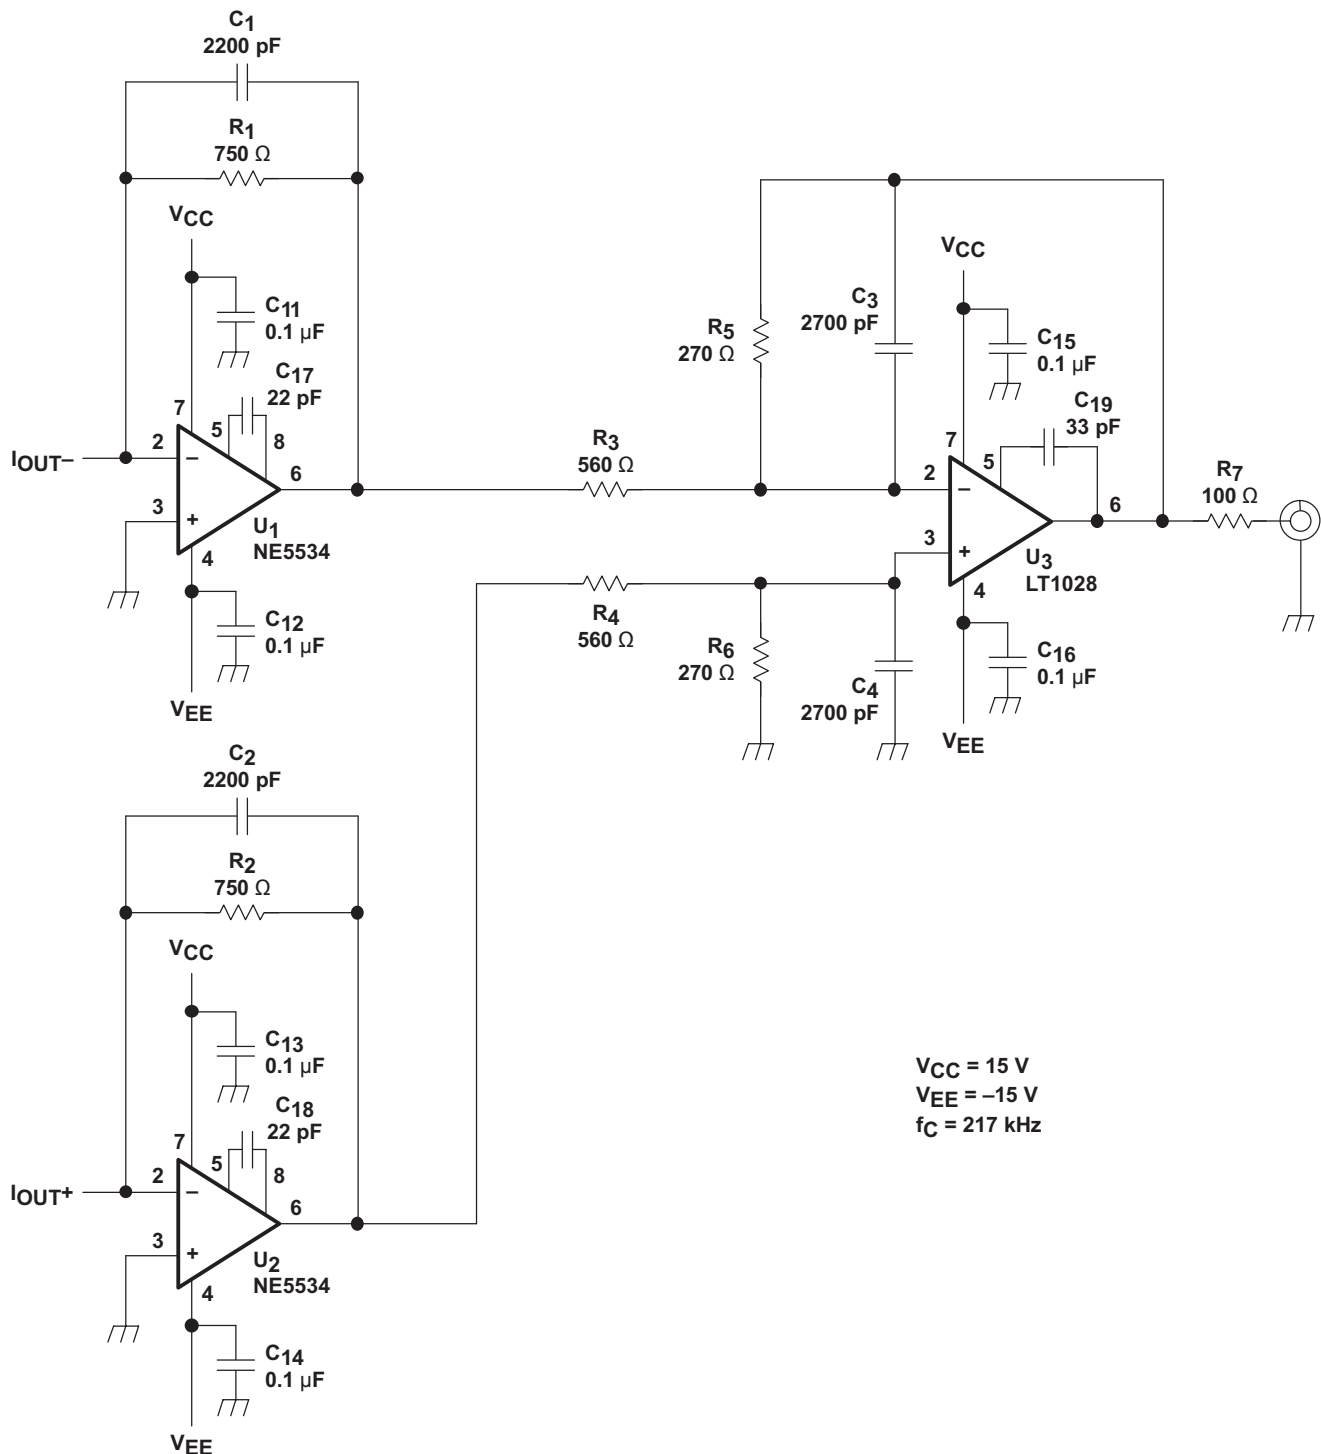 C1
2200 pF
R1
750 Ω
VCC
C11
0.1 µF
C17
22 pF
7
5
8
2
–
IOUT–
6
3
+
U1
NE5534
4
C12
0.1 µF
VEE
R3
560 Ω
R4
560 Ω
R5
270 Ω
C3
2700 pF
R6
270 Ω
C4
2700 pF
VCC
C15
0.1 µF
C19
33 pF
7
5
2
–
6
3
+
U3
LT1028
4
R7
100 Ω
C16
0.1 µF
VEE
C2
2200 pF
R2
750 Ω
VCC
C13
0.1 µF
C18
22 pF
7
5
8
2
–
IOUT+
6
3
+
U2
NE5534
4
C14
0.1 µF
VEE
VCC = 15 V
VEE = –15 V
fC = 217 kHz